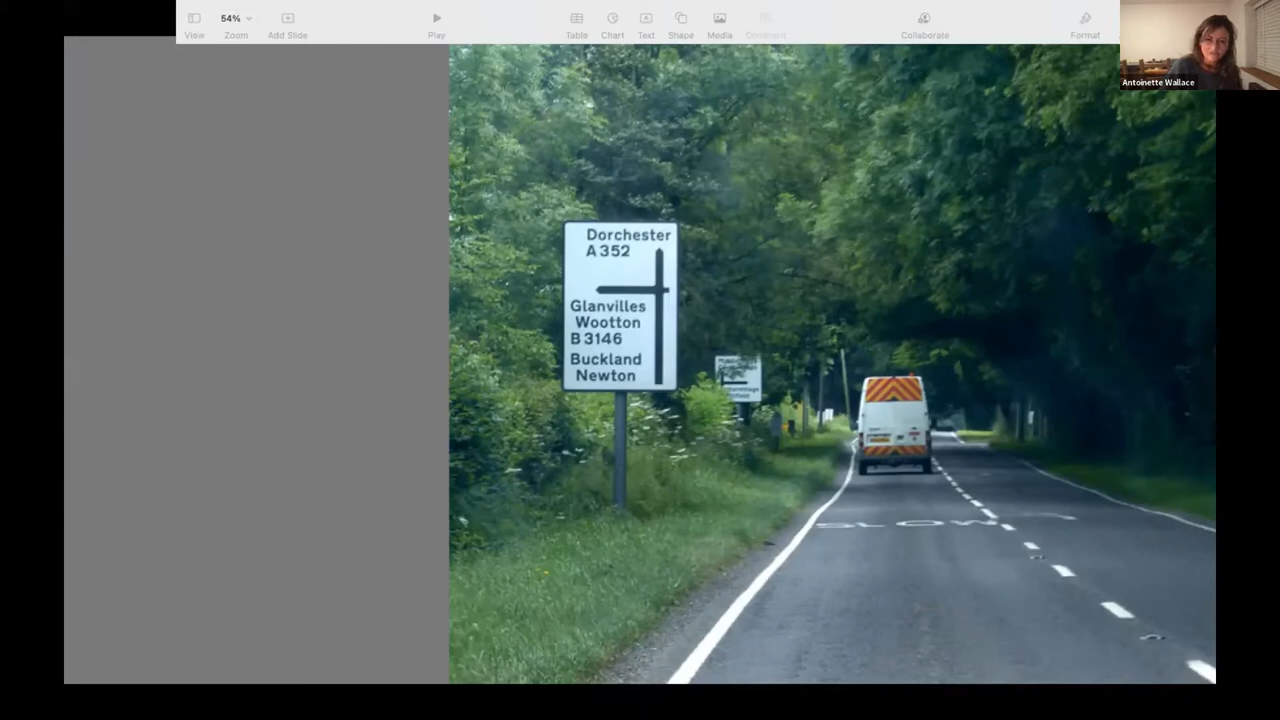 54%
View
Zoom
Add Slide
Play
Table
Chart
Text
Shape
Media
Comment
Collaborate
Format
Antoinette Wallace
Dorchester
A 352
Glanvilles
Wootton
B 3146
Buckland
Newton
SLOW